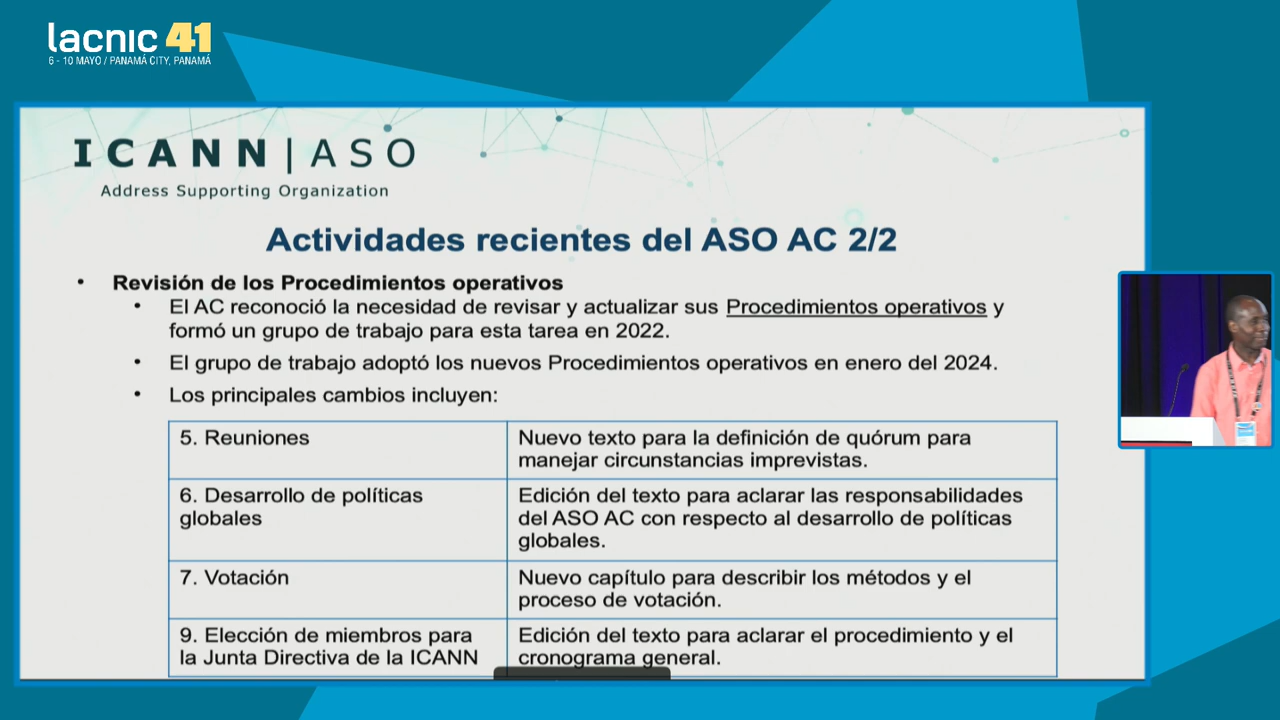 lacnic 41
6 - 10 MAYO / PANAMÁ CITY, PANAMÁ
ICANN | ASO
Address Supporting Organization
Actividades recientes del ASO AC 2/2
• Revisión de los Procedimientos operativos
• El AC reconoció la necesidad de revisar y actualizar sus Procedimientos operativos y
formó un grupo de trabajo para esta tarea en 2022.
• El grupo de trabajo adoptó los nuevos Procedimientos operativos en enero del 2024.
• Los principales cambios incluyen:
5. Reuniones
Nuevo texto para la definición de quórum para
manejar circunstancias imprevistas.
6. Desarrollo de políticas
globales
Edición del texto para aclarar las responsabilidades
del ASO AC con respecto al desarrollo de políticas
globales.
7. Votación
Nuevo capítulo para describir los métodos y el
proceso de votación.
9. Elección de miembros para
la Junta Directiva de la ICANN
Edición del texto para aclarar el procedimiento y el
cronograma general.